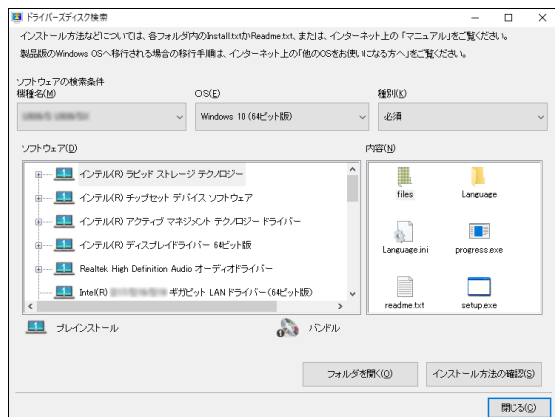 ドライバーズディスク検索
インストール方法などについては、各フォルダ内のInstall.txtかReadme.txt、または、インターネット上の「マニュアル」をご覧ください。
製品版のWindows OSへ移行される場合の移行手順は、インターネット上の「他のOSをお使いになる方へ」をご覧ください。
ソフトウェアの検索条件
機種名(M) OS(E) 種別(K)
Windows 10 (64ビット版) 必須
ソフトウェア(D) 内容(N)
インテル(R) ラピッド ストレージ テクノロジー
インテル(R) チップセット デバイス ソフトウェア
インテル(R) アクティブ マネジメント テクノロジー ドライバー
インテル(R) ディスプレイドライバー 64ビット版
Realtek High Definition Audio オーディオドライバー
Intel(R) ギガビット LANドライバー(64ビット版)
files Language
Language.ini progress.exe
readme.txt setup.exe
プレインストール バンドル
フォルダを開く(O) インストール方法の確認(S)
閉じる(C)